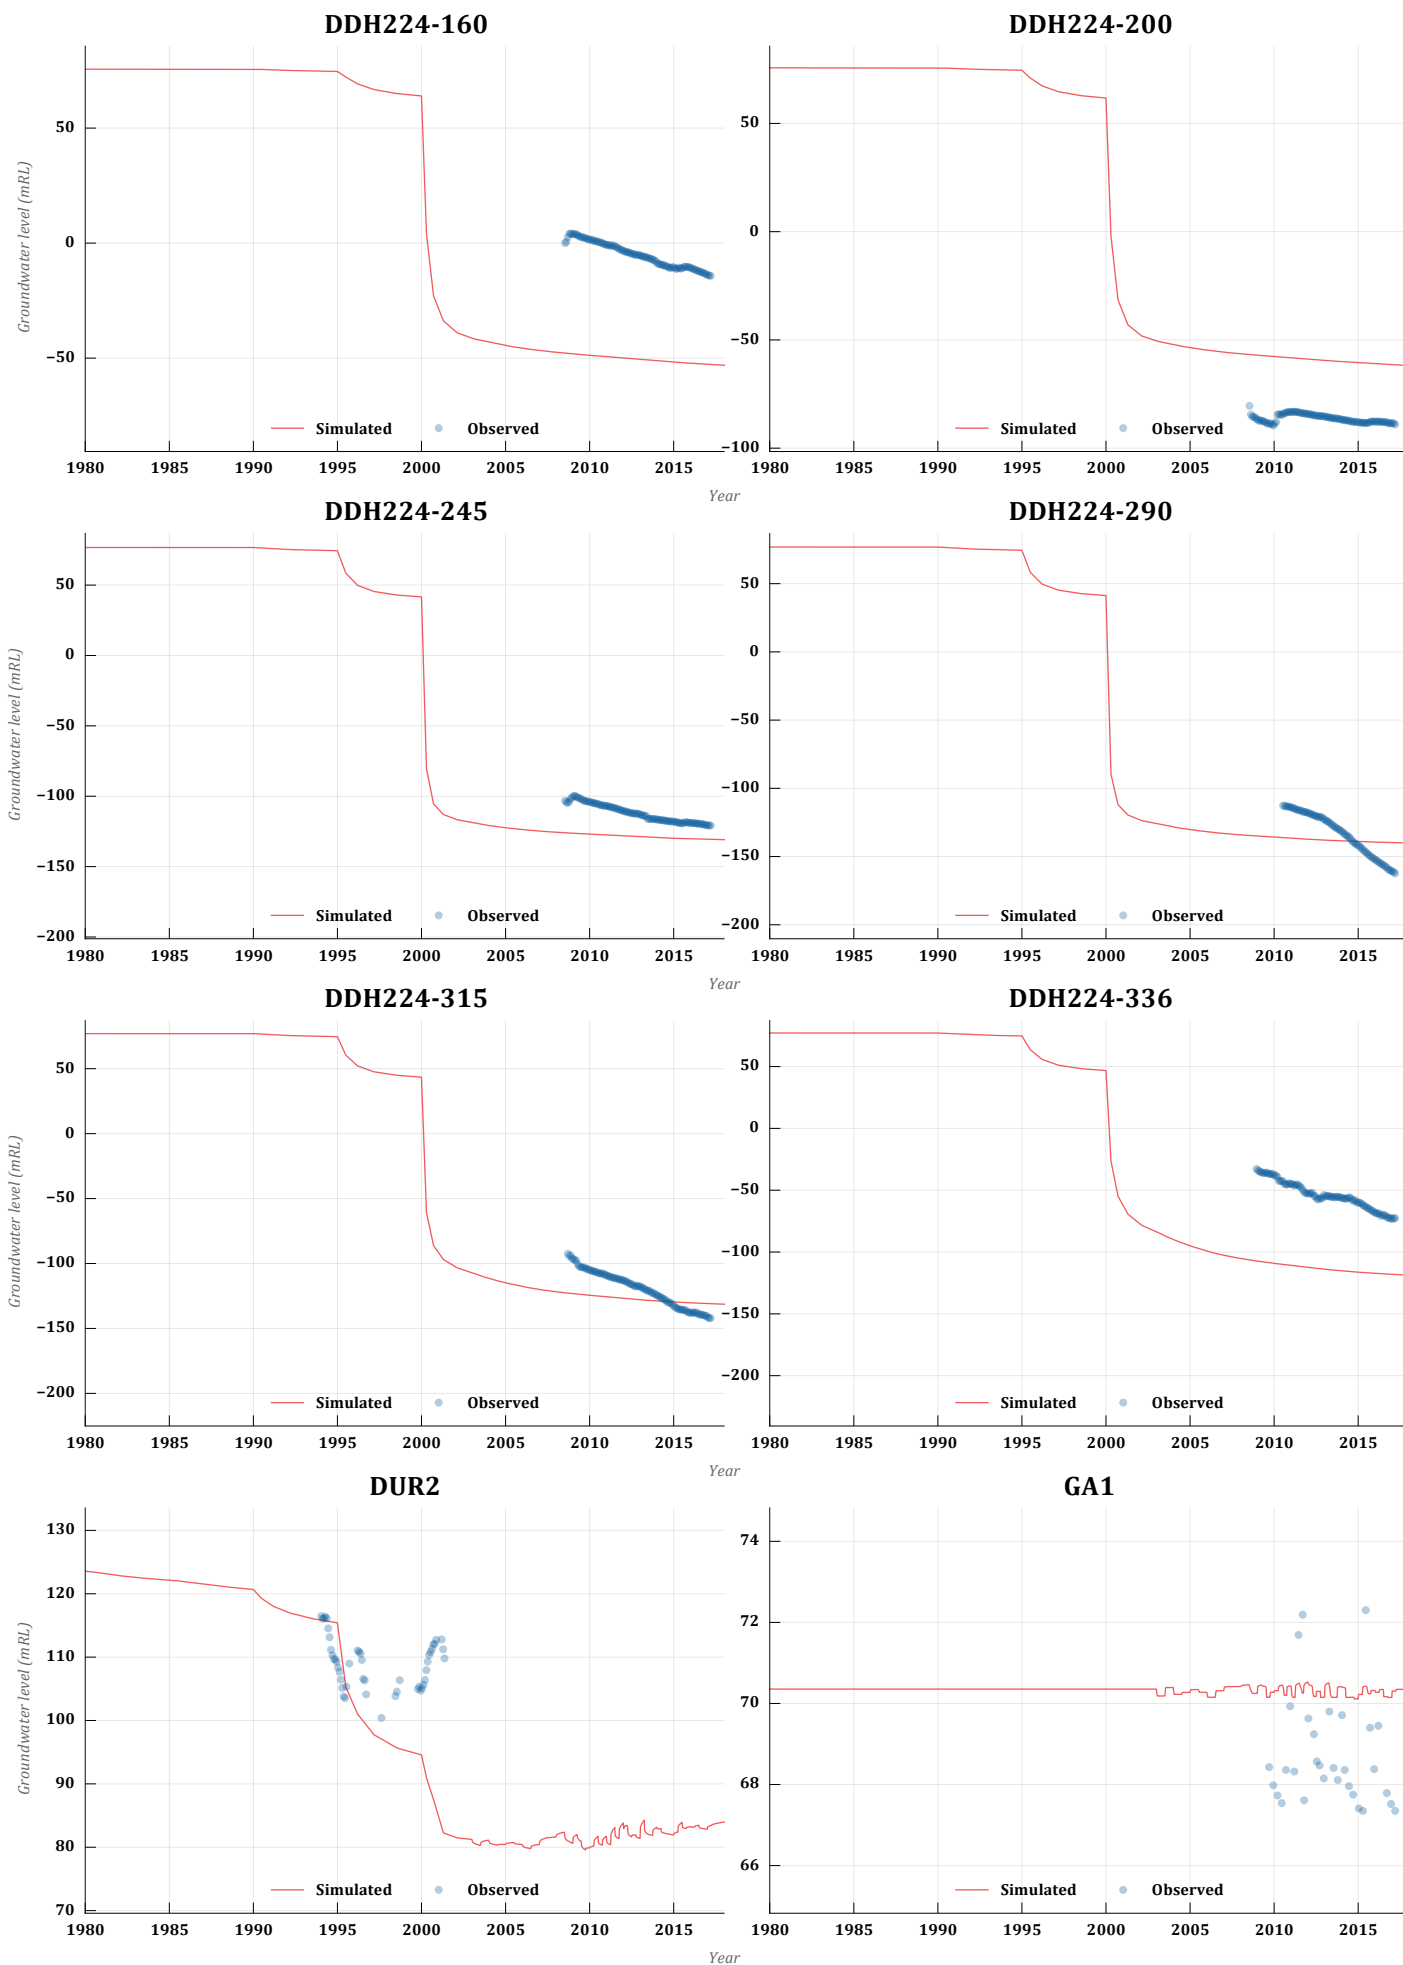 DDH224-160 DDH224-200
50 50
0 0
−50 −50
−100
Groundwater level (mRL)
Simulated Observed Simulated Observed
1980 1985 1990 1995 2000 2005 2010 2015 1980 1985 1990 1995 2000 2005 2010 2015
Year
DDH224-245 DDH224-290
50 50
0 0
−50 −50
−100 −100
−150 −150
−200 −200
Groundwater level (mRL)
Simulated Observed Simulated Observed
1980 1985 1990 1995 2000 2005 2010 2015 1980 1985 1990 1995 2000 2005 2010 2015
Year
DDH224-315 DDH224-336
50 50
0 0
−50 −50
−100 −100
−150 −150
−200 −200
Groundwater level (mRL)
Simulated Observed Simulated Observed
1980 1985 1990 1995 2000 2005 2010 2015 1980 1985 1990 1995 2000 2005 2010 2015
Year
DUR2 GA1
130 74
120 72
110 70
100 68
90 66
80
70
Groundwater level (mRL)
Simulated Observed Simulated Observed
1980 1985 1990 1995 2000 2005 2010 2015 1980 1985 1990 1995 2000 2005 2010 2015
Year